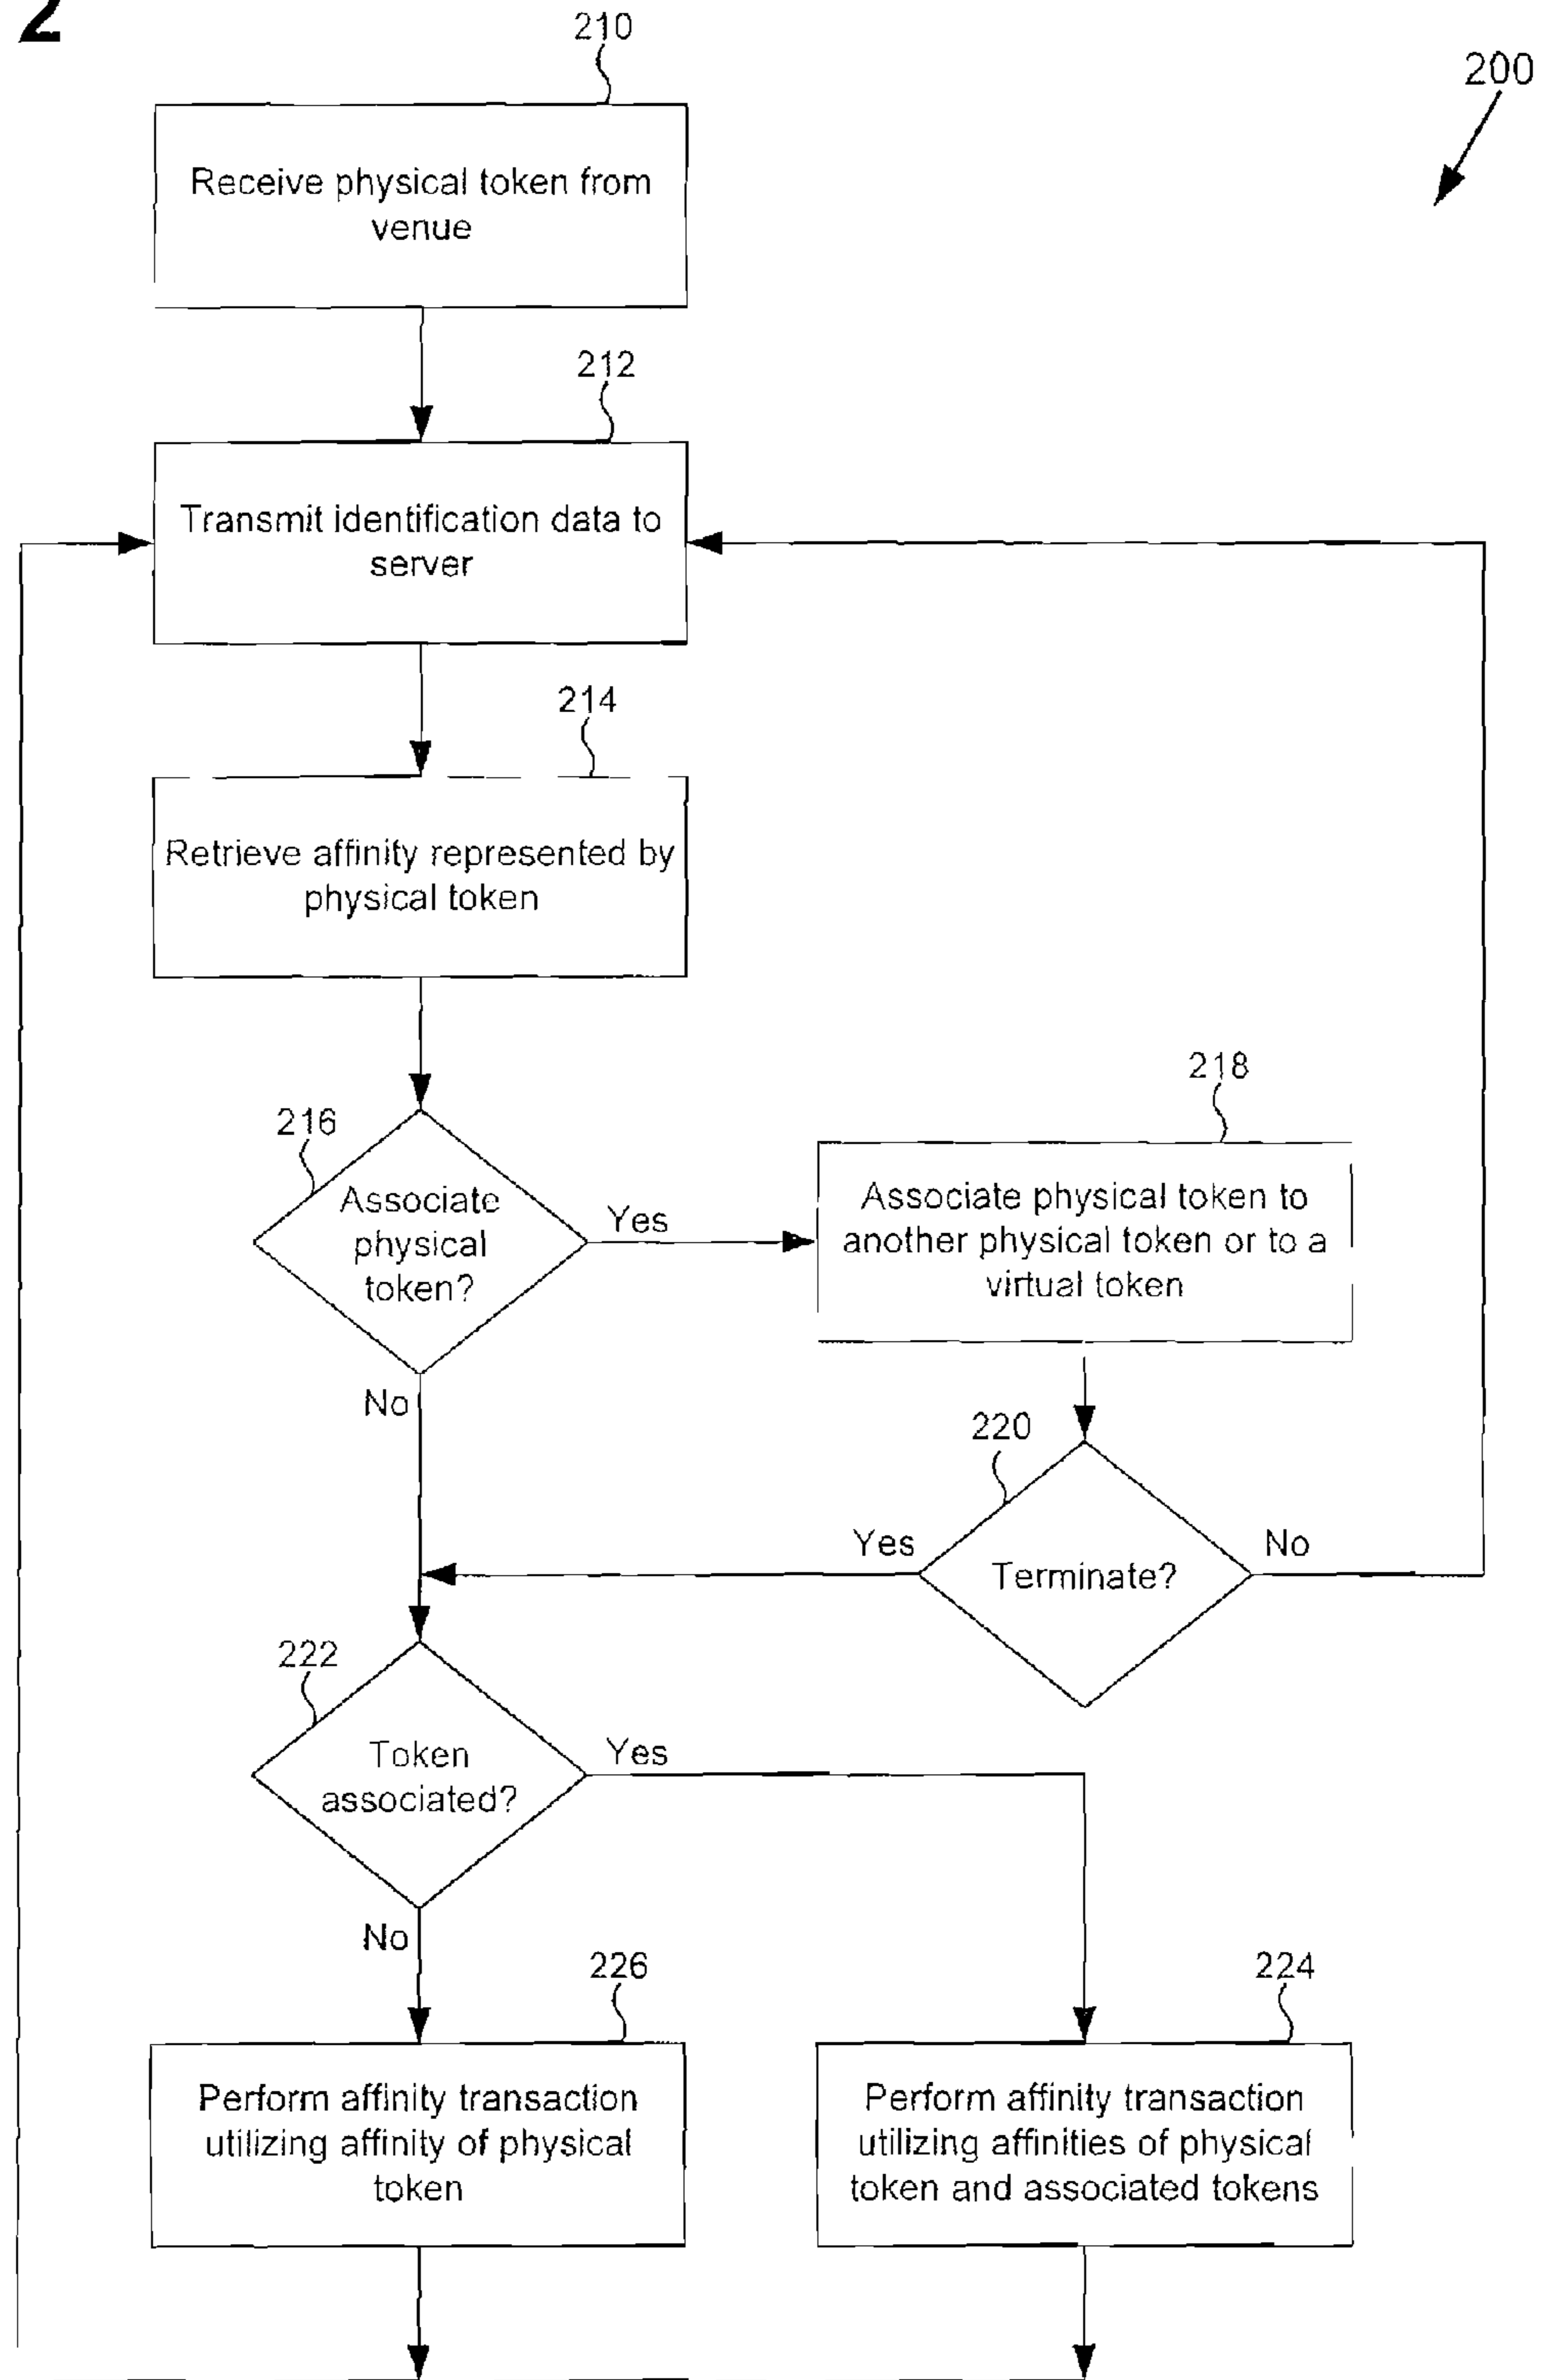 2
210
200
Receive physical token from
venue
212
Transmit identification data to
server
214
Retrieve affinity represented by
physical token
216
Associate
physical
token?
Yes
No
218
Associate physical token to
another physical token or to a
virtual token
220
Terminate?
Yes
No
222
Token
associated?
Yes
No
226
Perform affinity transaction
utilizing affinity of physical
token
224
Perform affinity transaction
utilizing affinities of physical
token and associated tokens